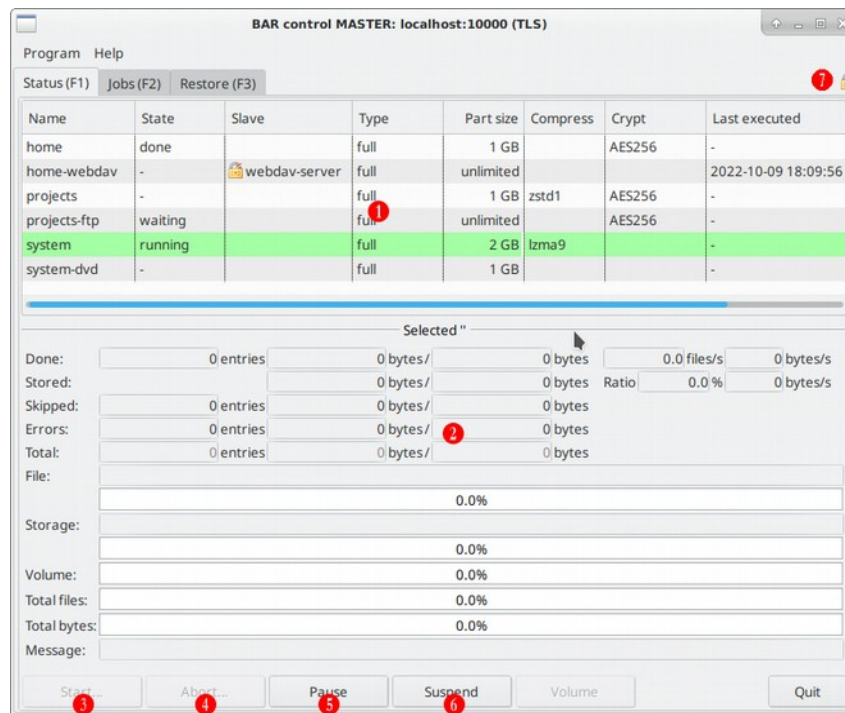 BAR control MASTER: localhost:10000 (TLS)
Program Help
Status (F1) Jobs (F2) Restore (F3) 7
Name State Slave Type Part size Compress Crypt Last executed
home done full 1 GB AES256 -
home-webdav - webdav-server full unlimited 2022-10-09 18:09:56
projects - full 1 GB zstd1 AES256 -
1
projects-ftp waiting full unlimited AES256 -
system running full 2 GB lzma9 -
system-dvd - full 1 GB -
Selected ''
Done: 0 entries 0 bytes/ 0 bytes 0.0 files/s 0 bytes/s
Stored: 0 bytes/ 0 bytes Ratio 0.0 % 0 bytes/s
Skipped: 0 entries 0 bytes/ 0 bytes
Errors: 0 entries 0 bytes/ 0 bytes
2
Total: 0 entries 0 bytes/ 0 bytes
File:
0.0%
Storage:
0.0%
Volume: 0.0%
Total files: 0.0%
Total bytes: 0.0%
Message:
Start... Abort... Pause Suspend Volume Quit
3 4 5 6